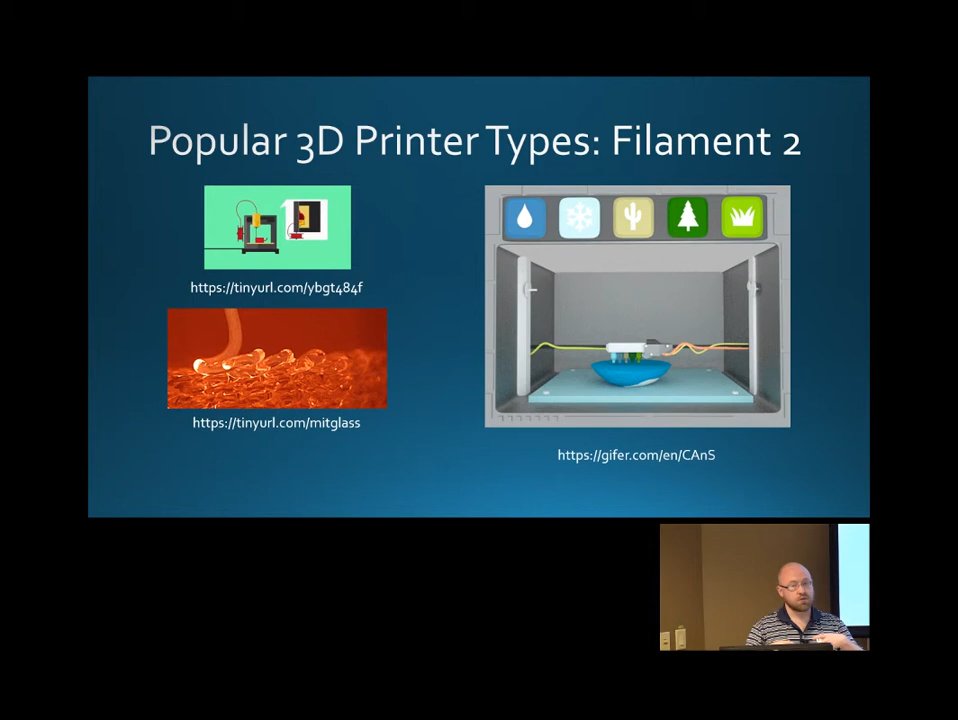 Popular 3D Printer Types: Filament 2
https://tinyurl.com/ybgt484f
https://tinyurl.com/mitglass
https://gifer.com/en/CAnS